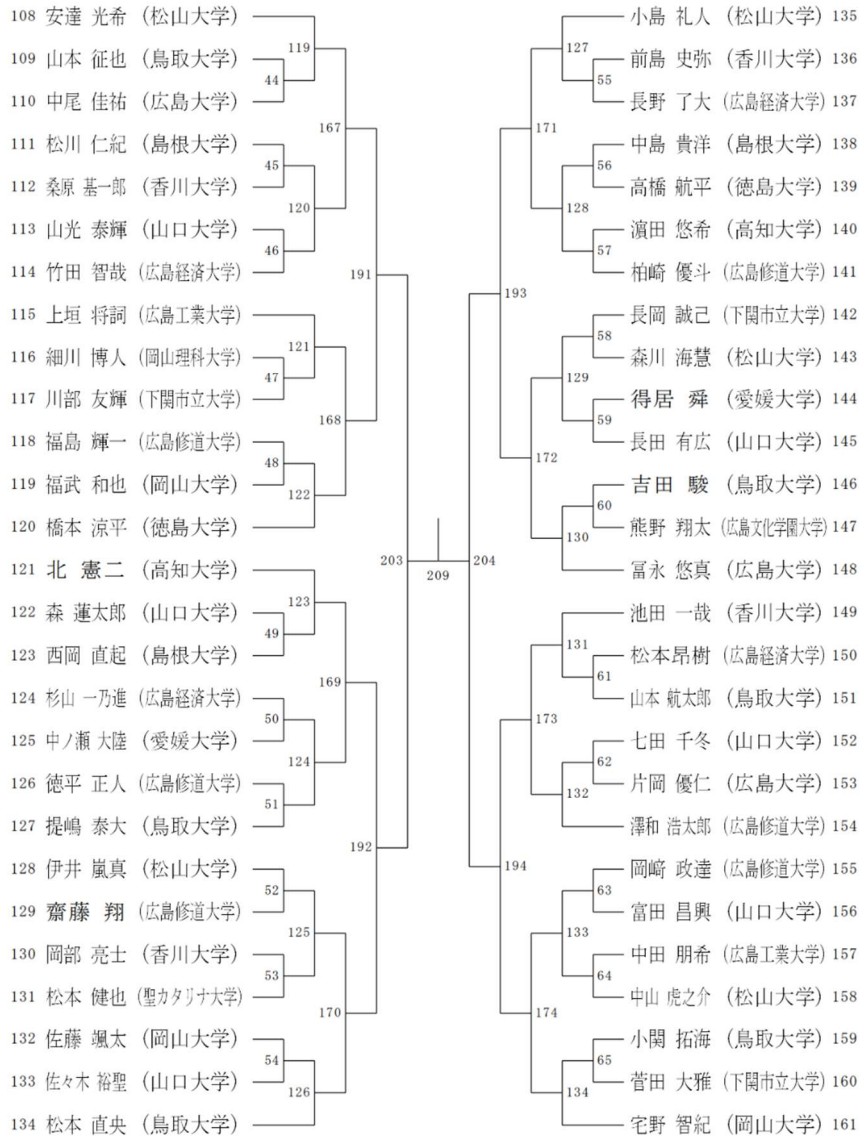 108 安達 光希 (松山大学)
109 山本 征也 (鳥取大学)
110 中尾 佳祐 (広島大学)
111 松川 仁紀 (島根大学)
112 桑原 基一郎 (香川大学)
113 山光 泰輝 (山口大学)
114 竹田 智哉 (広島経済大学)
115 上垣 将詞 (広島工業大学)
116 細川 博人 (岡山理科大学)
117 川部 友輝 (下関市立大学)
118 福島 輝一 (広島修道大学)
119 福武 和也 (岡山大学)
120 橋本 涼平 (徳島大学)
121 北 憲二 (高知大学)
122 森 蓮太郎 (山口大学)
123 西岡 直起 (島根大学)
124 杉山 一乃進 (広島経済大学)
125 中ノ瀬 大陸 (愛媛大学)
126 徳平 正人 (広島修道大学)
127 提嶋 泰大 (鳥取大学)
128 伊井 嵐真 (松山大学)
129 齋藤 翔 (広島修道大学)
130 岡部 亮士 (香川大学)
131 松本 健也 (聖カタリナ大学)
132 佐藤 颯太 (岡山大学)
133 佐々木 裕聖 (山口大学)
134 松本 直央 (鳥取大学)
44
45
46
47
48
49
50
51
52
53
54
119
120
121
122
123
124
125
126
167
168
169
170
191
192
203
209
204
193
194
171
172
173
174
127
128
129
130
131
132
133
134
55
56
57
58
59
60
61
62
63
64
65
小島 礼人 (松山大学) 135
前島 史弥 (香川大学) 136
長野 了大 (広島経済大学) 137
中島 貴洋 (島根大学) 138
高橋 航平 (徳島大学) 139
濵田 悠希 (高知大学) 140
柏崎 優斗 (広島修道大学) 141
長岡 誠己 (下関市立大学) 142
森川 海慧 (松山大学) 143
得居 舜 (愛媛大学) 144
長田 有広 (山口大学) 145
吉田 駿 (鳥取大学) 146
熊野 翔太 (広島文化学園大学) 147
冨永 悠真 (広島大学) 148
池田 一哉 (香川大学) 149
松本昂樹 (広島経済大学) 150
山本 航太郎 (鳥取大学) 151
七田 千冬 (山口大学) 152
片岡 優仁 (広島大学) 153
澤和 浩太郎 (広島修道大学) 154
岡﨑 政達 (広島修道大学) 155
富田 昌興 (山口大学) 156
中田 朋希 (広島工業大学) 157
中山 虎之介 (松山大学) 158
小関 拓海 (鳥取大学) 159
菅田 大雅 (下関市立大学) 160
宅野 智紀 (岡山大学) 161